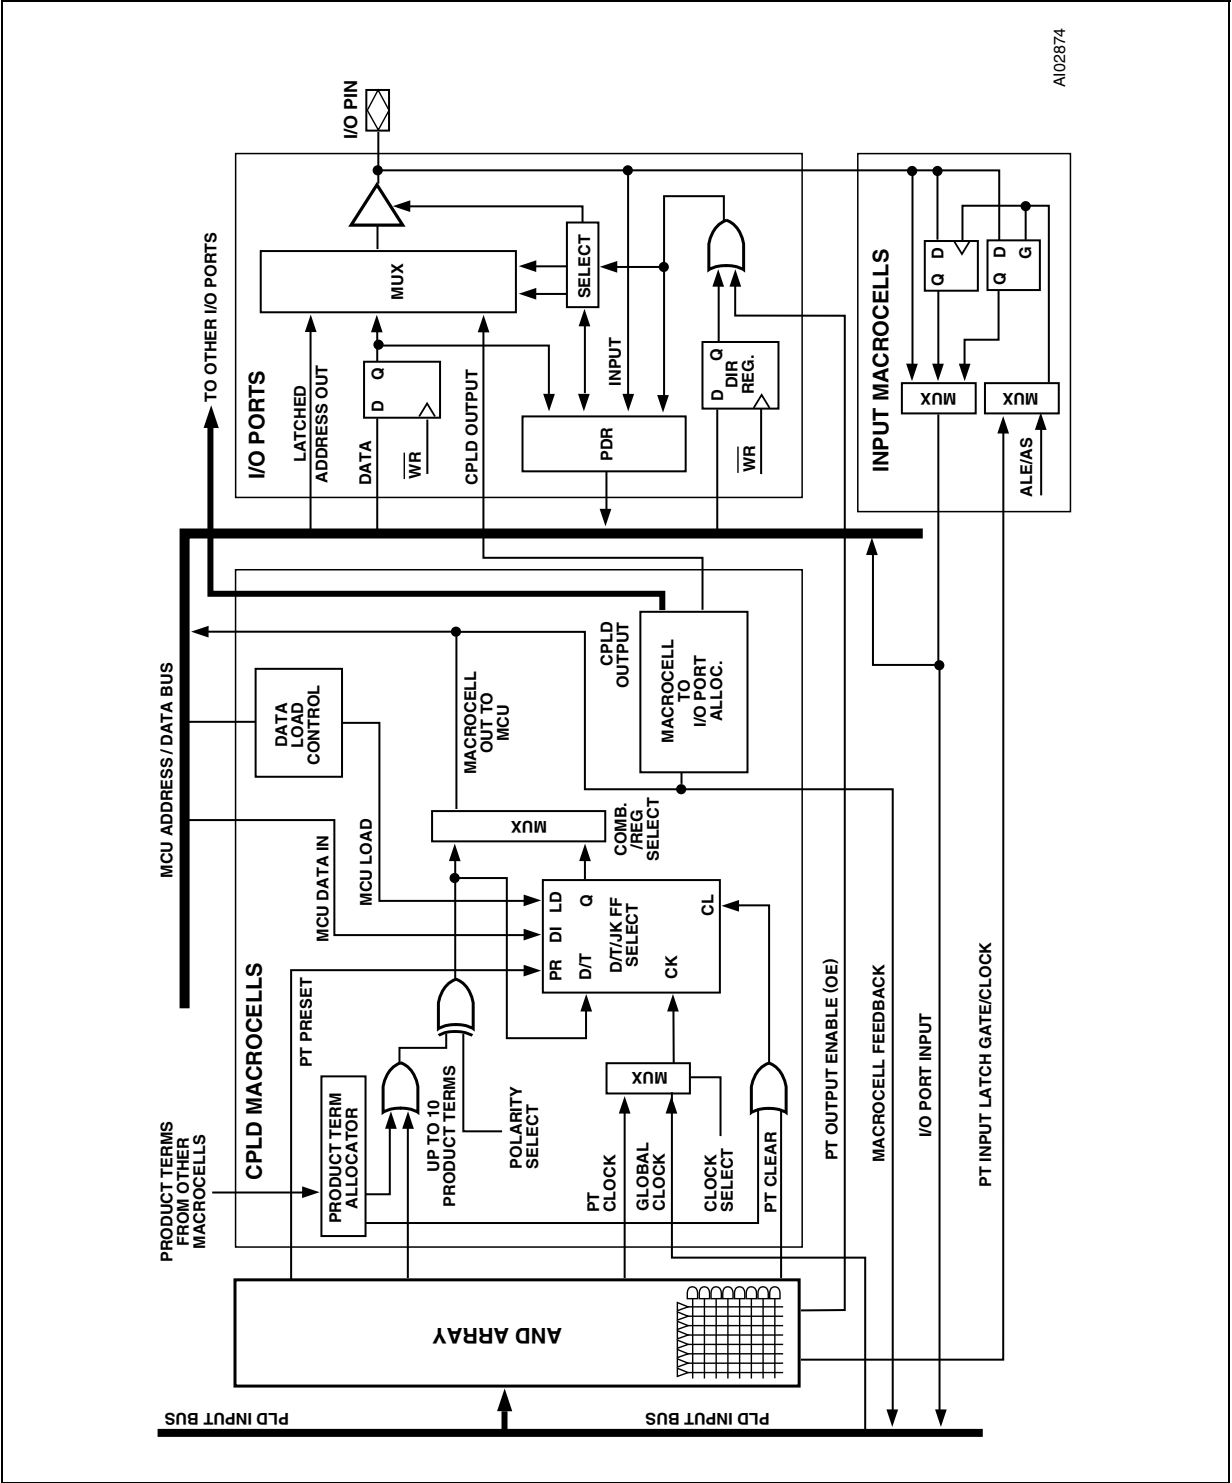 PLD INPUT BUS
PLD INPUT BUS
AND ARRAY
PRODUCT TERMS
FROM OTHER
MACROCELLS
CPLD MACROCELLS
PRODUCT TERM
ALLOCATOR
PT PRESET
UP TO 10
PRODUCT TERMS
POLARITY
SELECT
PT
CLOCK
GLOBAL
CLOCK
CLOCK
SELECT
PT CLEAR
MUX
MCU ADDRESS / DATA BUS
MCU DATA IN
MCU LOAD
DATA
LOAD
CONTROL
PR DI LD
D/T Q
D/T/JK FF
SELECT
CK
CL
MUX
COMB.
/REG
SELECT
MACROCELL
OUT TO
MCU
CPLD
OUTPUT
MACROCELL
TO
I/O PORT
ALLOC.
TO OTHER I/O PORTS
I/O PORTS
LATCHED
ADDRESS OUT
DATA
D Q
WR
CPLD OUTPUT
MUX
SELECT
PDR
INPUT
D Q
DIR
REG.
WR
I/O PIN
PT OUTPUT ENABLE (OE)
MACROCELL FEEDBACK
I/O PORT INPUT
PT INPUT LATCH GATE/CLOCK
INPUT MACROCELLS
MUX
MUX
ALE/AS
Q D
Q D
G
AI02874